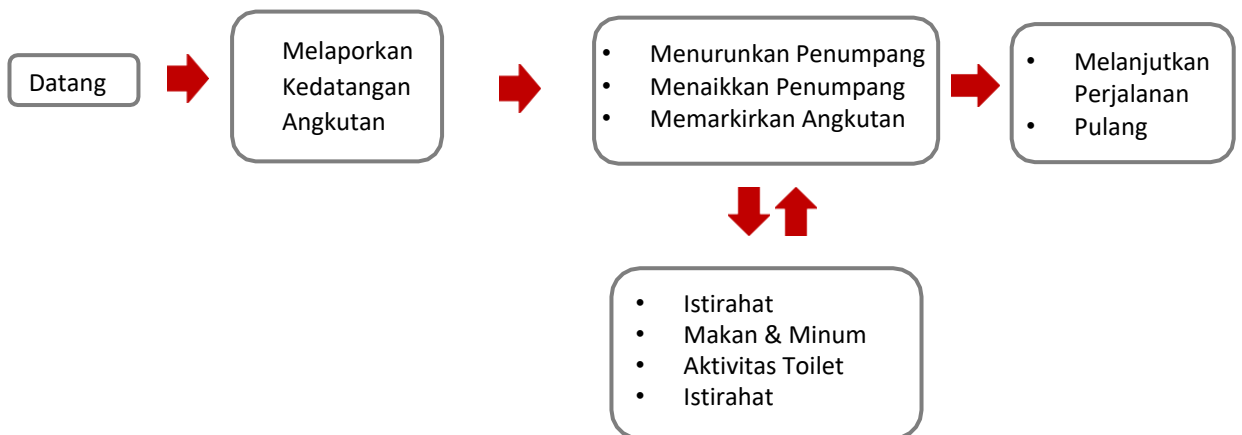 Datang
Melaporkan
Kedatangan
Angkutan
• Menurunkan Penumpang
• Menaikkan Penumpang
• Memarkirkan Angkutan
• Melanjutkan
Perjalanan
• Pulang
• Istirahat
• Makan & Minum
• Aktivitas Toilet
• Istirahat